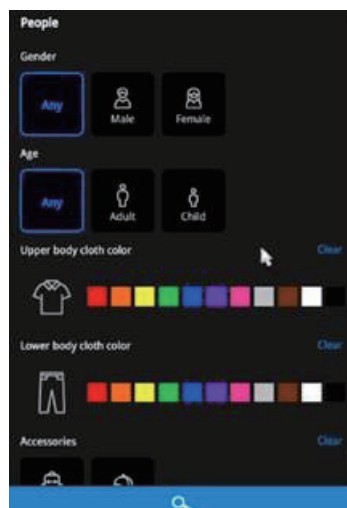 People
Gender
Any
Male
Female
Age
Any
Adult
Child
Upper body cloth color
Clear
Lower body cloth color
Clear
Accessories
Clear